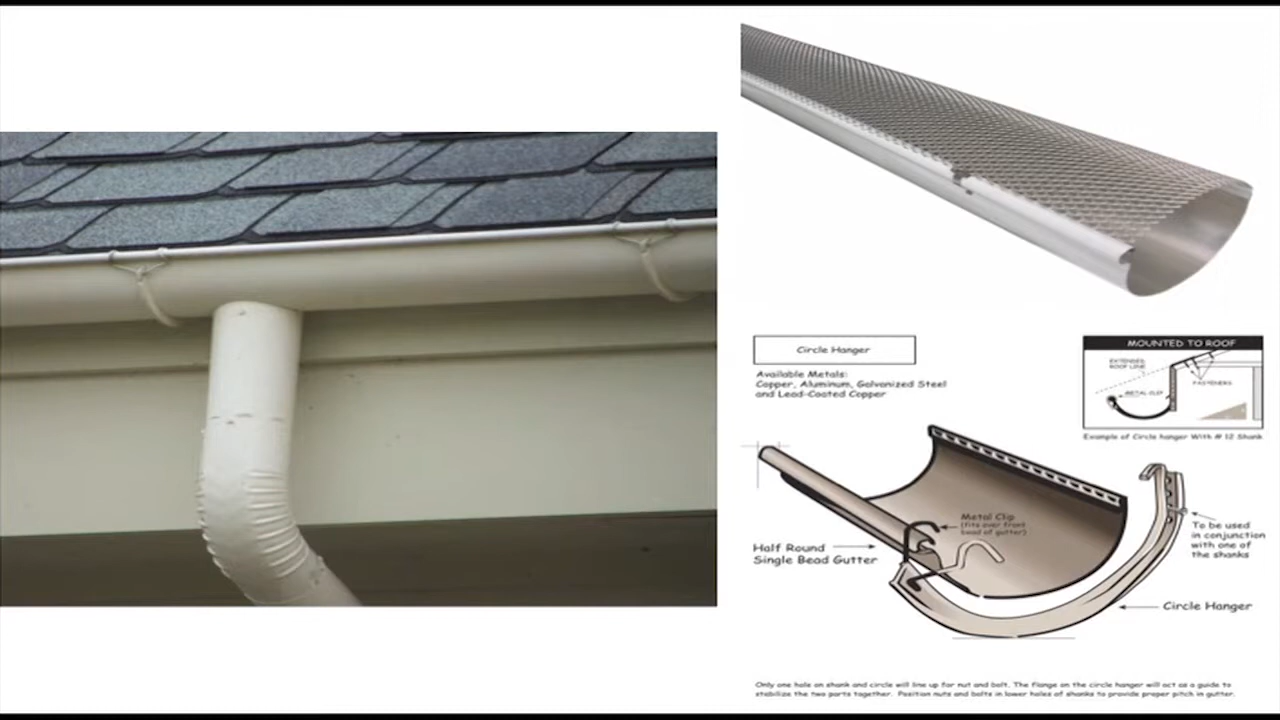 Circle Hanger
Available Metals:
Copper, Aluminum, Galvanized Steel
and Lead-Coated Copper
MOUNTED TO ROOF
EXTENDED
ROOF LINE
FASTENERS
METAL CLIP
Example of Circle hanger With # 12 Shank
Metal Clip
(fits over front
bead of gutter)
Half Round
Single Bead Gutter
To be used
in conjunction
with one of
the shanks
Circle Hanger
Only one hole on shank and circle will line up for nut and bolt. The flange on the circle hanger will act as a guide to
stabilize the two parts together. Position nuts and bolts in lower holes of shanks to provide proper pitch in gutter.